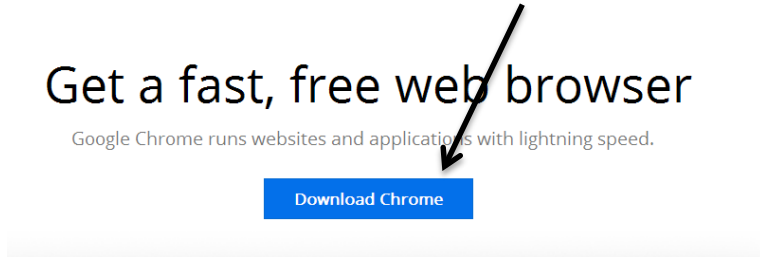 Get a fast, free web browser
Google Chrome runs websites and applications with lightning speed.
Download Chrome